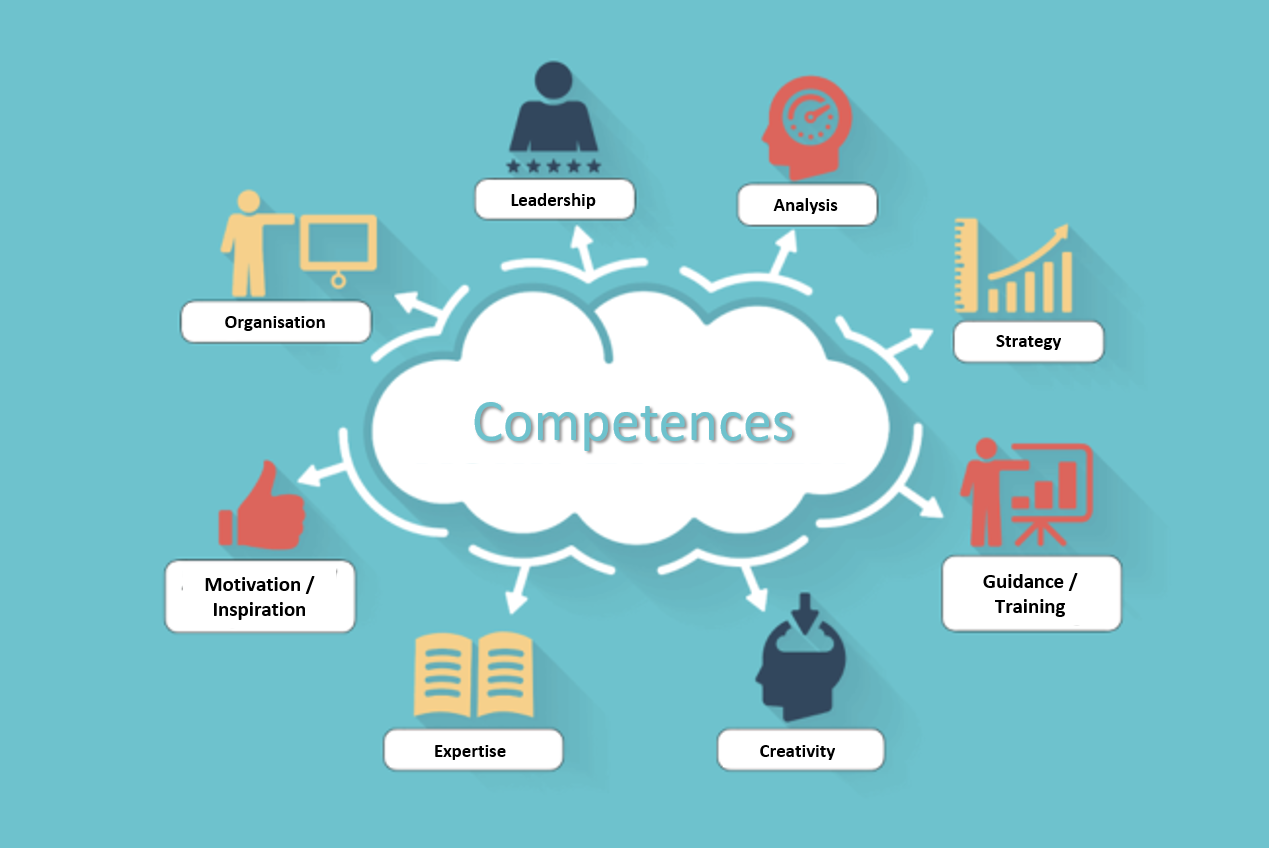 Leadership
Analysis
Organisation
Strategy
Competences
Motivation /
Inspiration
Guidance /
Training
Expertise
Creativity